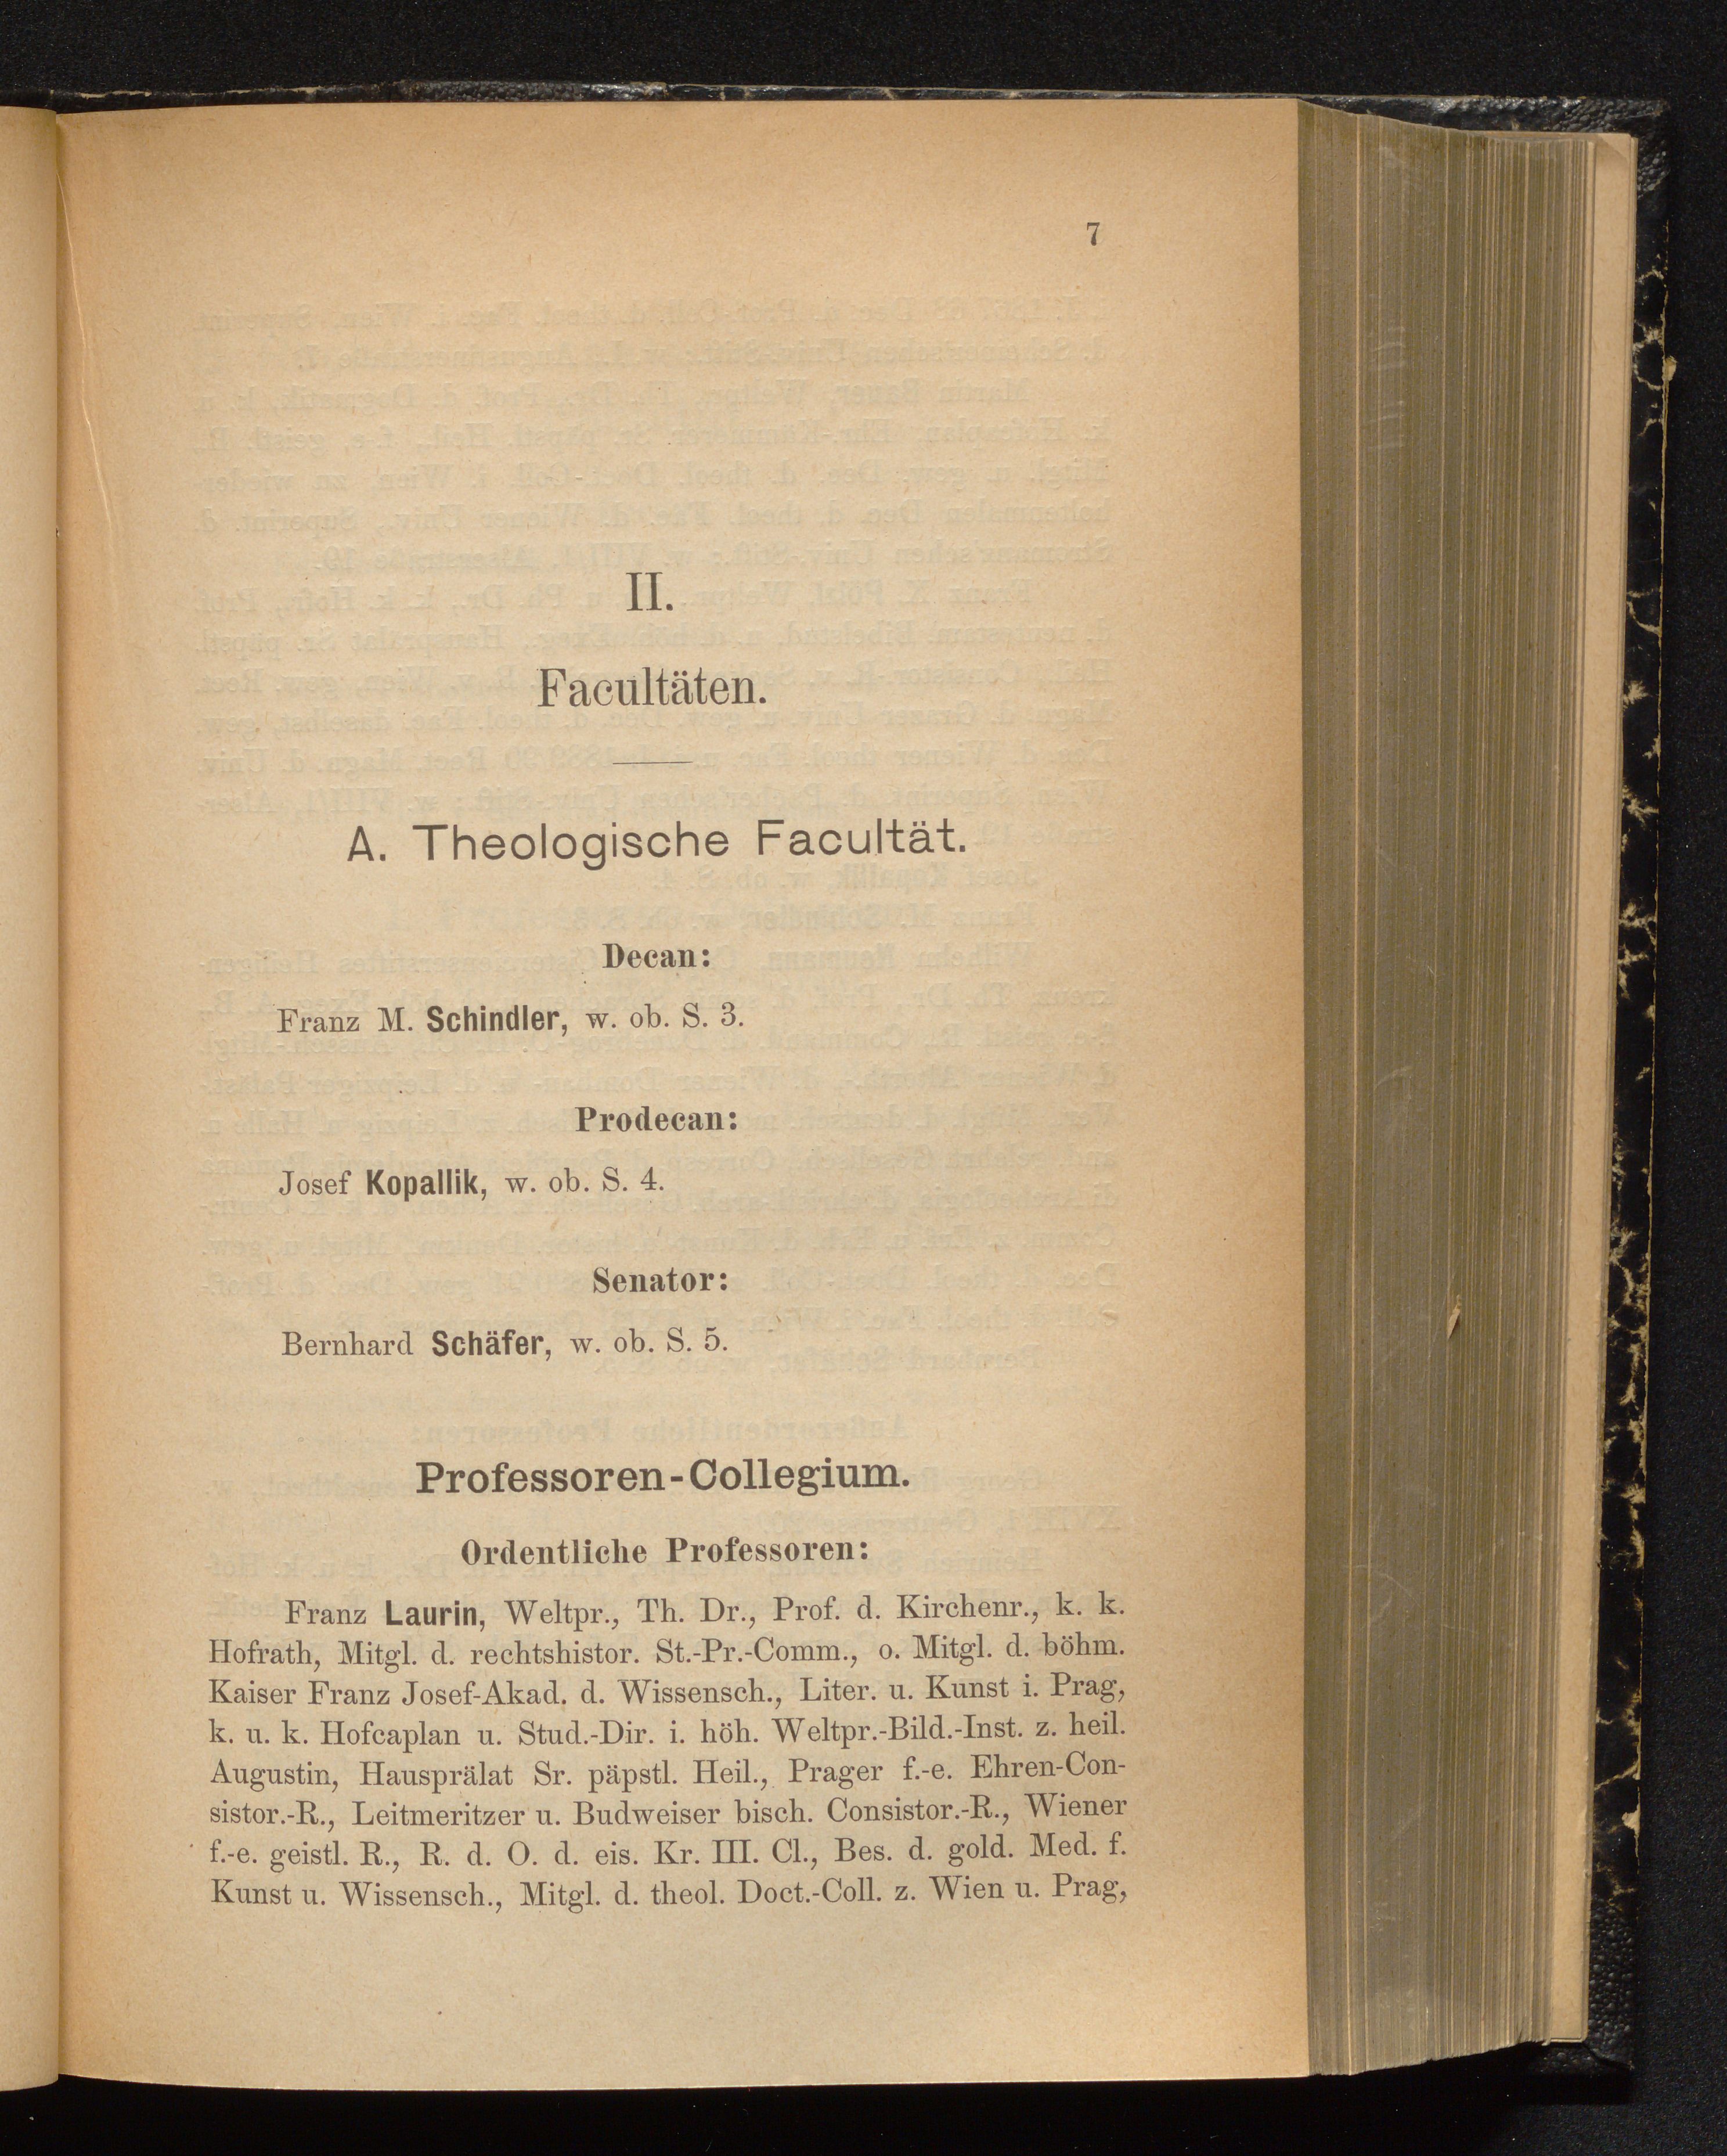 7
II.
Facultäten.
A. Theologische Facultät.
Decan:
Franz M. Schindler, w. ob. S. 3.
Prodecan:
Josef Kopallik, w. ob. S. 4.
Senator:
Bernhard Schäfer, w. ob. S. 5.
Professoren-Collegium.
Ordentliche Professoren:
Franz Laurin, Weltpr., Th. Dr., Prof. d. Kirchenr., k. k.
Hofrath, Mitgl. d. rechtshistor. St.-Pr.-Comm., o. Mitgl. d. böhm.
Kaiser Franz Josef-Akad. d. Wissensch., Liter. u. Kunst i. Prag,
k. u. k. Hofcaplan u. Stud.-Dir. i. höh. Weltpr.-Bild.-Inst. z. heil.
Augustin, Hausprälat Sr. päpstl. Heil., Prager f.-e. Ehren-Con-
sistor.-R., Leitmeritzer u. Budweiser bisch. Consistor.-R., Wiener
f.-e. geistl. R., R. d. O. d. eis. Kr. III. Cl., Bes. d. gold. Med. f.
Kunst u. Wissensch., Mitgl. d. theol. Doct.-Coll. z. Wien u. Prag,